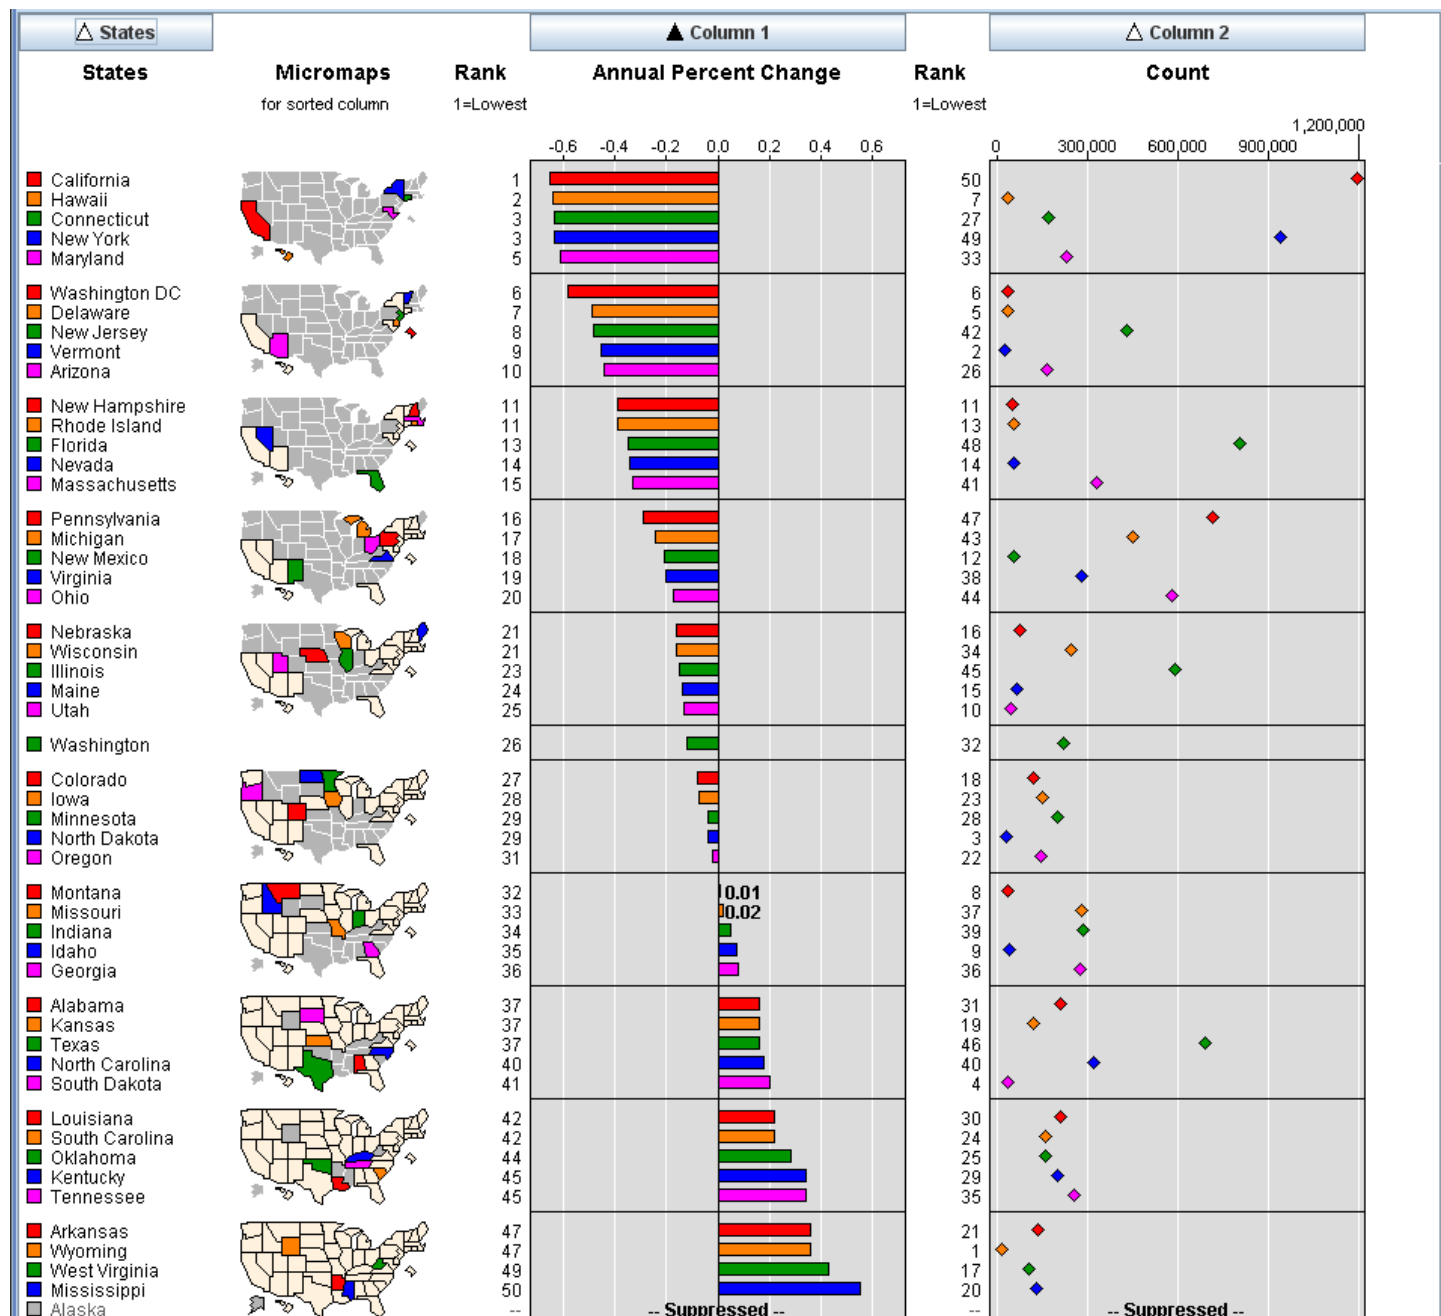 △ States ▲ Column 1 △ Column 2
States Micromaps Rank Annual Percent Change Rank Count
for sorted column 1=Lowest 1=Lowest
1,200,000
-0.6 -0.4 -0.2 0.0 0.2 0.4 0.6 0 300,000 600,000 900,000
California 1 50
Hawaii 2 7
Connecticut 3 27
New York 3 49
Maryland 5 33
Washington DC 6 6
Delaware 7 5
New Jersey 8 42
Vermont 9 2
Arizona 10 26
New Hampshire 11 11
Rhode Island 11 13
Florida 13 48
Nevada 14 14
Massachusetts 15 41
Pennsylvania 16 47
Michigan 17 43
New Mexico 18 12
Virginia 19 38
Ohio 20 44
Nebraska 21 16
Wisconsin 21 34
Illinois 23 45
Maine 24 15
Utah 25 10
Washington 26 32
Colorado 27 18
Iowa 28 23
Minnesota 29 28
North Dakota 29 3
Oregon 31 22
Montana 32 0.01 8
Missouri 33 0.02 37
Indiana 34 39
Idaho 35 9
Georgia 36 36
Alabama 37 31
Kansas 37 19
Texas 37 46
North Carolina 40 40
South Dakota 41 4
Louisiana 42 30
South Carolina 42 24
Oklahoma 44 25
Kentucky 45 29
Tennessee 45 35
Arkansas 47 21
Wyoming 47 1
West Virginia 49 17
Mississippi 50 20
Alaska -- -- Suppressed -- -- -- Suppressed --